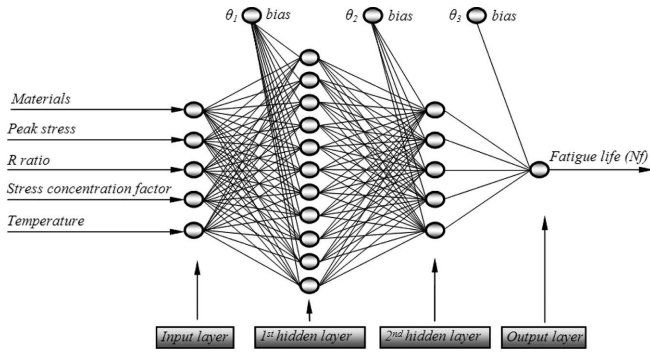 θ1 bias
θ2 bias
θ3 bias
Materials
Peak stress
R ratio
Stress concentration factor
Temperature
Fatigue life (Nf)
Input layer
1st hidden layer
2nd hidden layer
Output layer